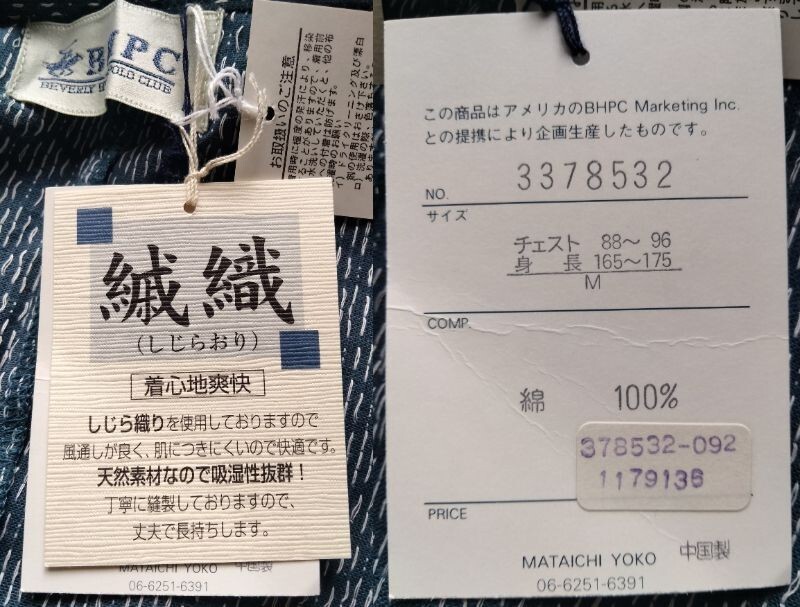 BHPC
POLO CLUB
お取扱いのご注意
緘織
(しじらおり)
着心地爽快
しじら織りを使用しておりますので
風通しが良く、肌につきにくいので快適です。
天然素材なので吸湿性抜群!
丁寧に縫製しておりますので、
丈夫で長持ちします。
MATAICHI YOKO 中国製
06-6251-6391
この商品はアメリカのBHPC Marketing Inc.
との提携により企画生産したものです。
NO. 3378532
サイズ
チェスト 88〜 96
身 長 165〜175
M
COMP.
綿 100%
378532-092
1179136
PRICE
MATAICHI YOKO 中国製
06-6251-6391